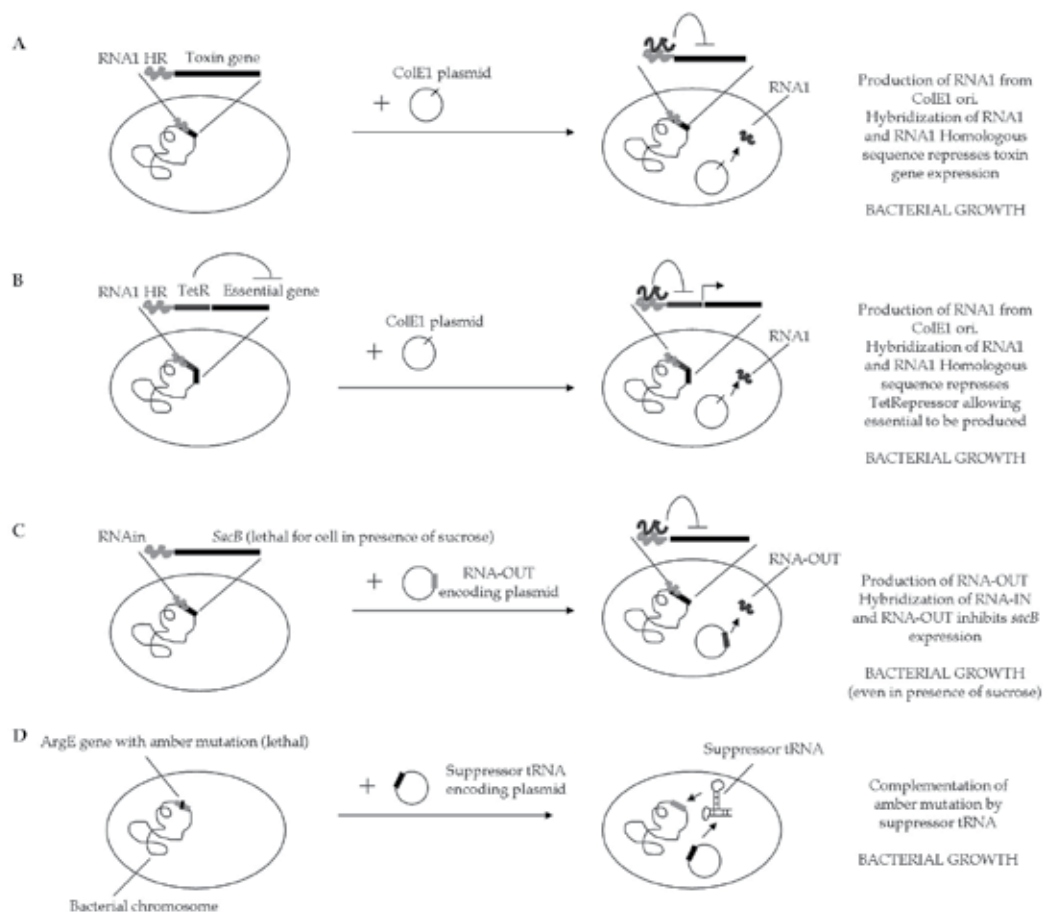 A
RNA1 HR
Toxin gene
ColE1 plasmid
+
RNA1
Production of RNA1 from
ColE1 ori.
Hybridization of RNA1
and RNA1 Homologous
sequence represses toxin
gene expression
BACTERIAL GROWTH
B
RNA1 HR
TetR
Essential gene
ColE1 plasmid
+
RNA1
Production of RNA1 from
ColE1 ori.
Hybridization of RNA1
and RNA1 Homologous
sequence represses
TetRepressor allowing
essential to be produced
BACTERIAL GROWTH
C
RNAin
SacB (lethal for cell in presence of sucrose)
+
RNA-OUT
encoding plasmid
RNA-OUT
Production of RNA-OUT
Hybridization of RNA-IN
and RNA-OUT inhibits sacB
expression
BACTERIAL GROWTH
(even in presence of sucrose)
D
ArgE gene with amber mutation (lethal)
+
Suppressor tRNA
encoding plasmid
Suppressor tRNA
Complementation of
amber mutation by
suppressor tRNA
BACTERIAL GROWTH
Bacterial chromosome